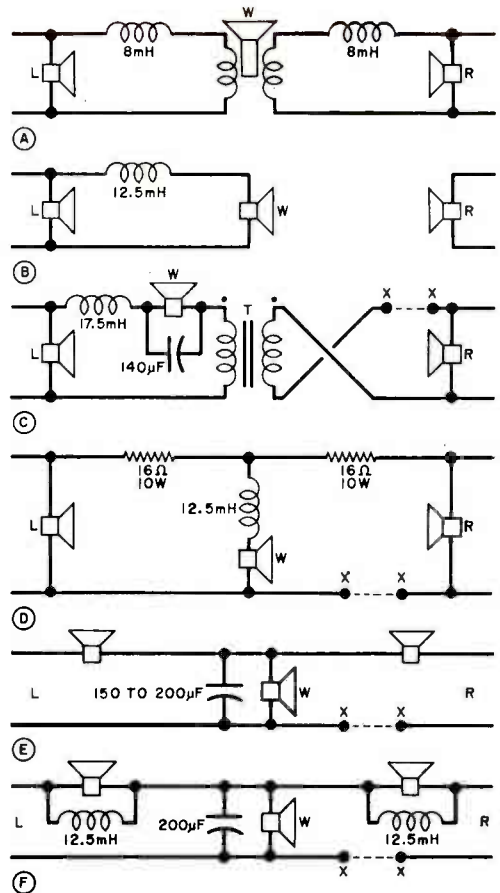 W
8mH
8mH
L
R
A
12.5mH
L
W
R
B
W
X
X
17.5mH
T
L
140µF
R
C
16Ω
10W
16Ω
10W
12.5mH
L
R
W
X
X
D
L
150 TO 200µF
W
X
X
R
E
L
12.5mH
200µF
W
12.5mH
R
X
X
F